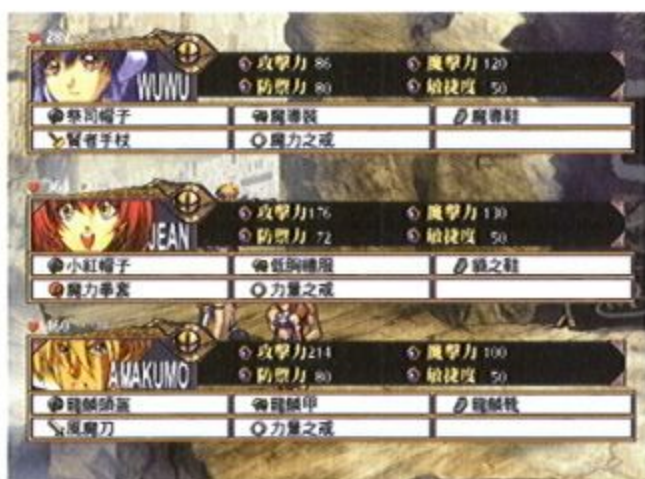 287
攻擊力 86 魔擊力 120
WUWU 防禦力 80 敏捷度 50
祭司帽子 魔導裝 魔導鞋
賢者手杖 魔力之戒
攻擊力 176 魔擊力 130
JEAN 防禦力 72 敏捷度 50
小紅帽子 低胸禮服 鎖之鞋
魔力拳套 力量之戒
160
攻擊力 214 魔擊力 100
AMAKUMO 防禦力 80 敏捷度 50
龍鱗頭盔 龍鱗甲 龍鱗靴
風魔刀 力量之戒